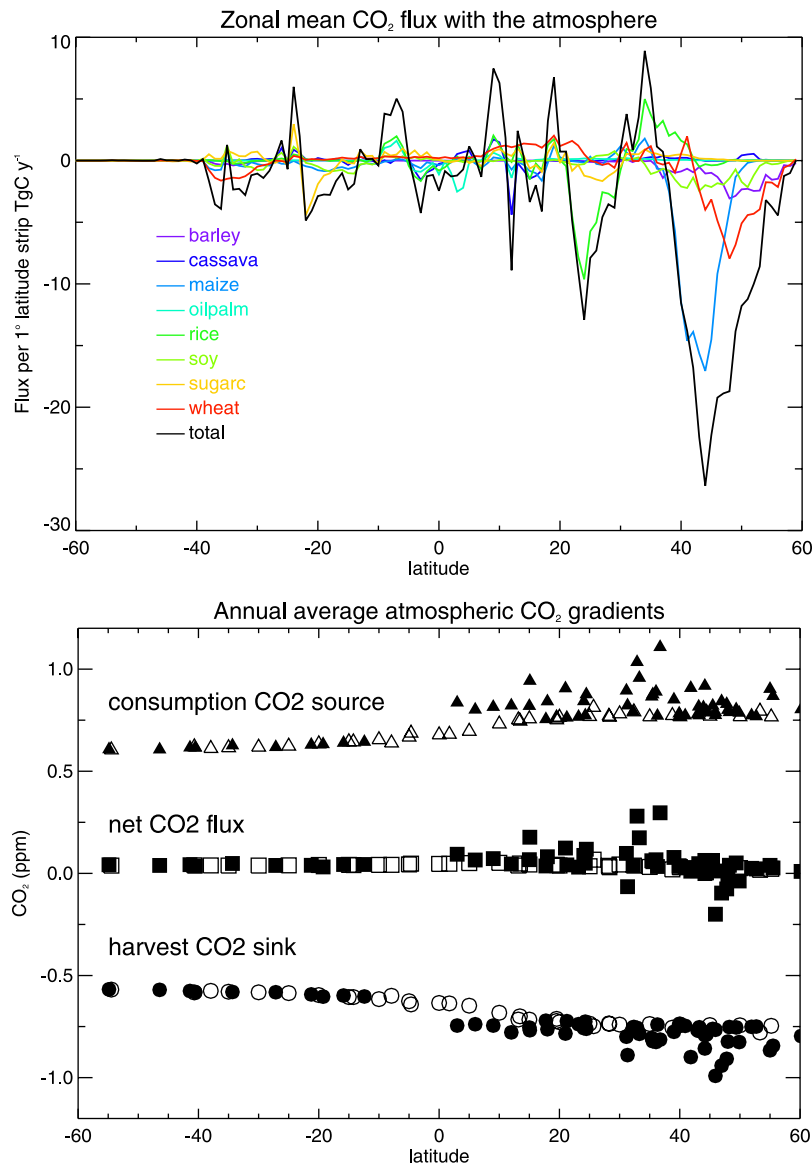 Zonal mean CO₂ flux with the atmosphere
10
0
-10
-20
-30
Flux per 1° latitude strip TgC y⁻¹
barley
cassava
maize
oilpalm
rice
soy
sugarc
wheat
total
-60 -40 -20 0 20 40 60
latitude
Annual average atmospheric CO₂ gradients
1.0
0.5
0.0
-0.5
-1.0
CO₂ (ppm)
consumption CO2 source
net CO2 flux
harvest CO2 sink
-60 -40 -20 0 20 40 60
latitude